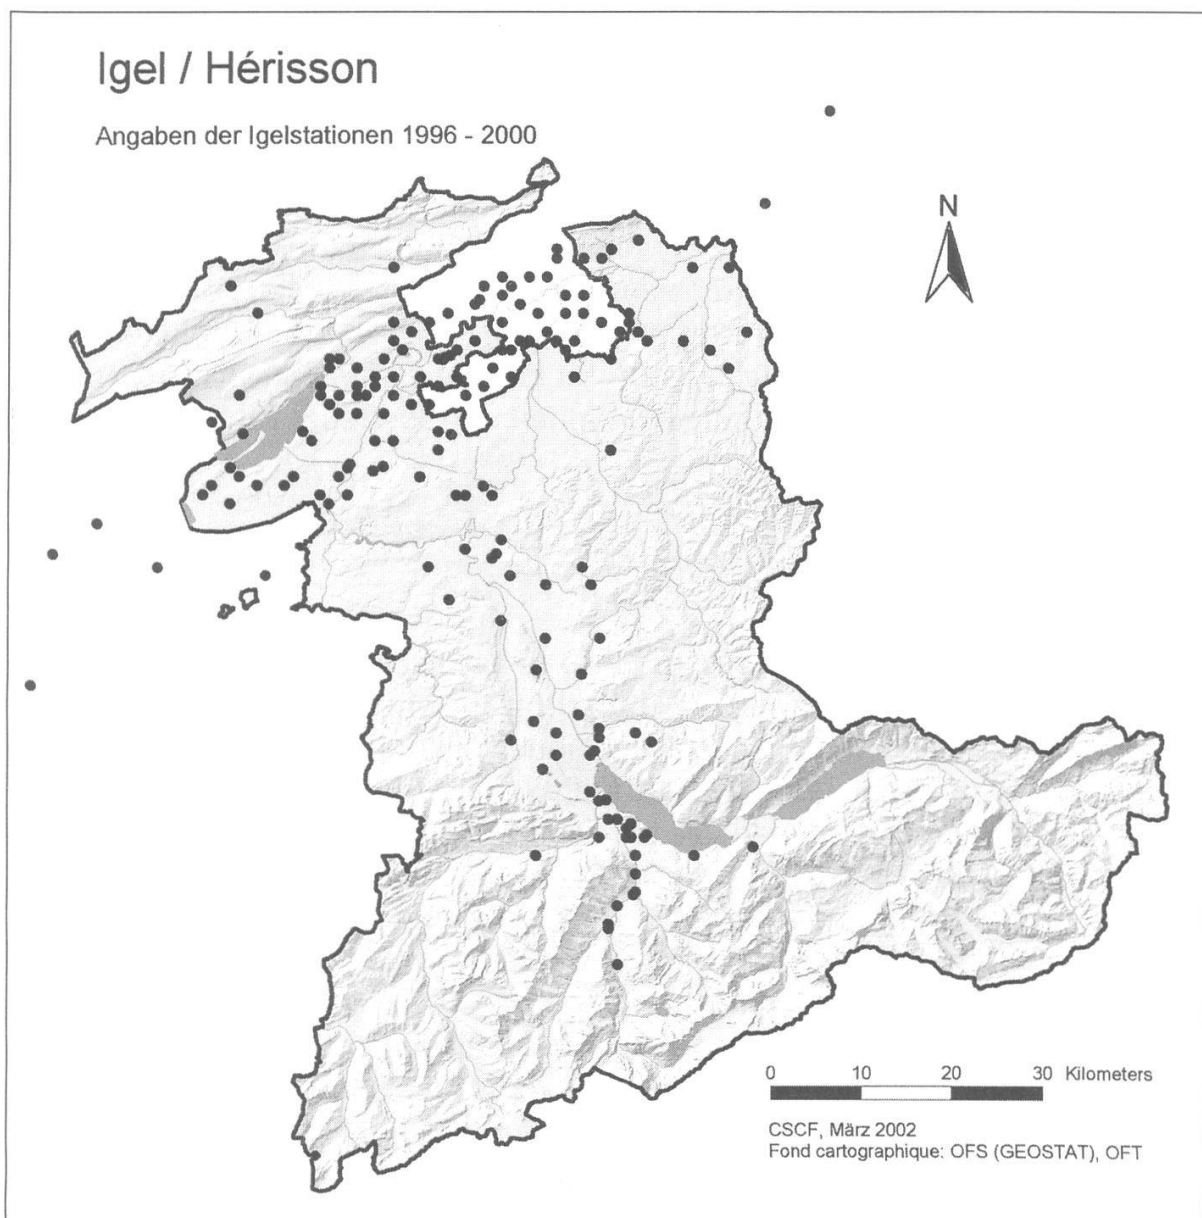 Igel / Hérisson
Angaben der Igelstationen 1996 - 2000
N
0 10 20 30 Kilometers
CSCF, März 2002
Fond cartographique: OFS (GEOSTAT), OFT